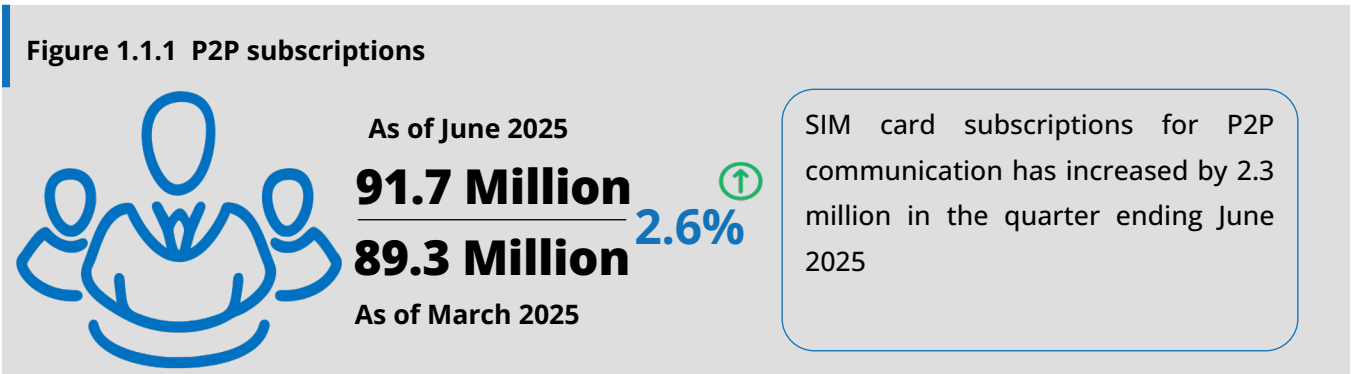 Figure 1.1.1 P2P subscriptions
As of June 2025
91.7 Million
2.6%
89.3 Million
As of March 2025
SIM card subscriptions for P2P
communication has increased by 2.3
million in the quarter ending June
2025